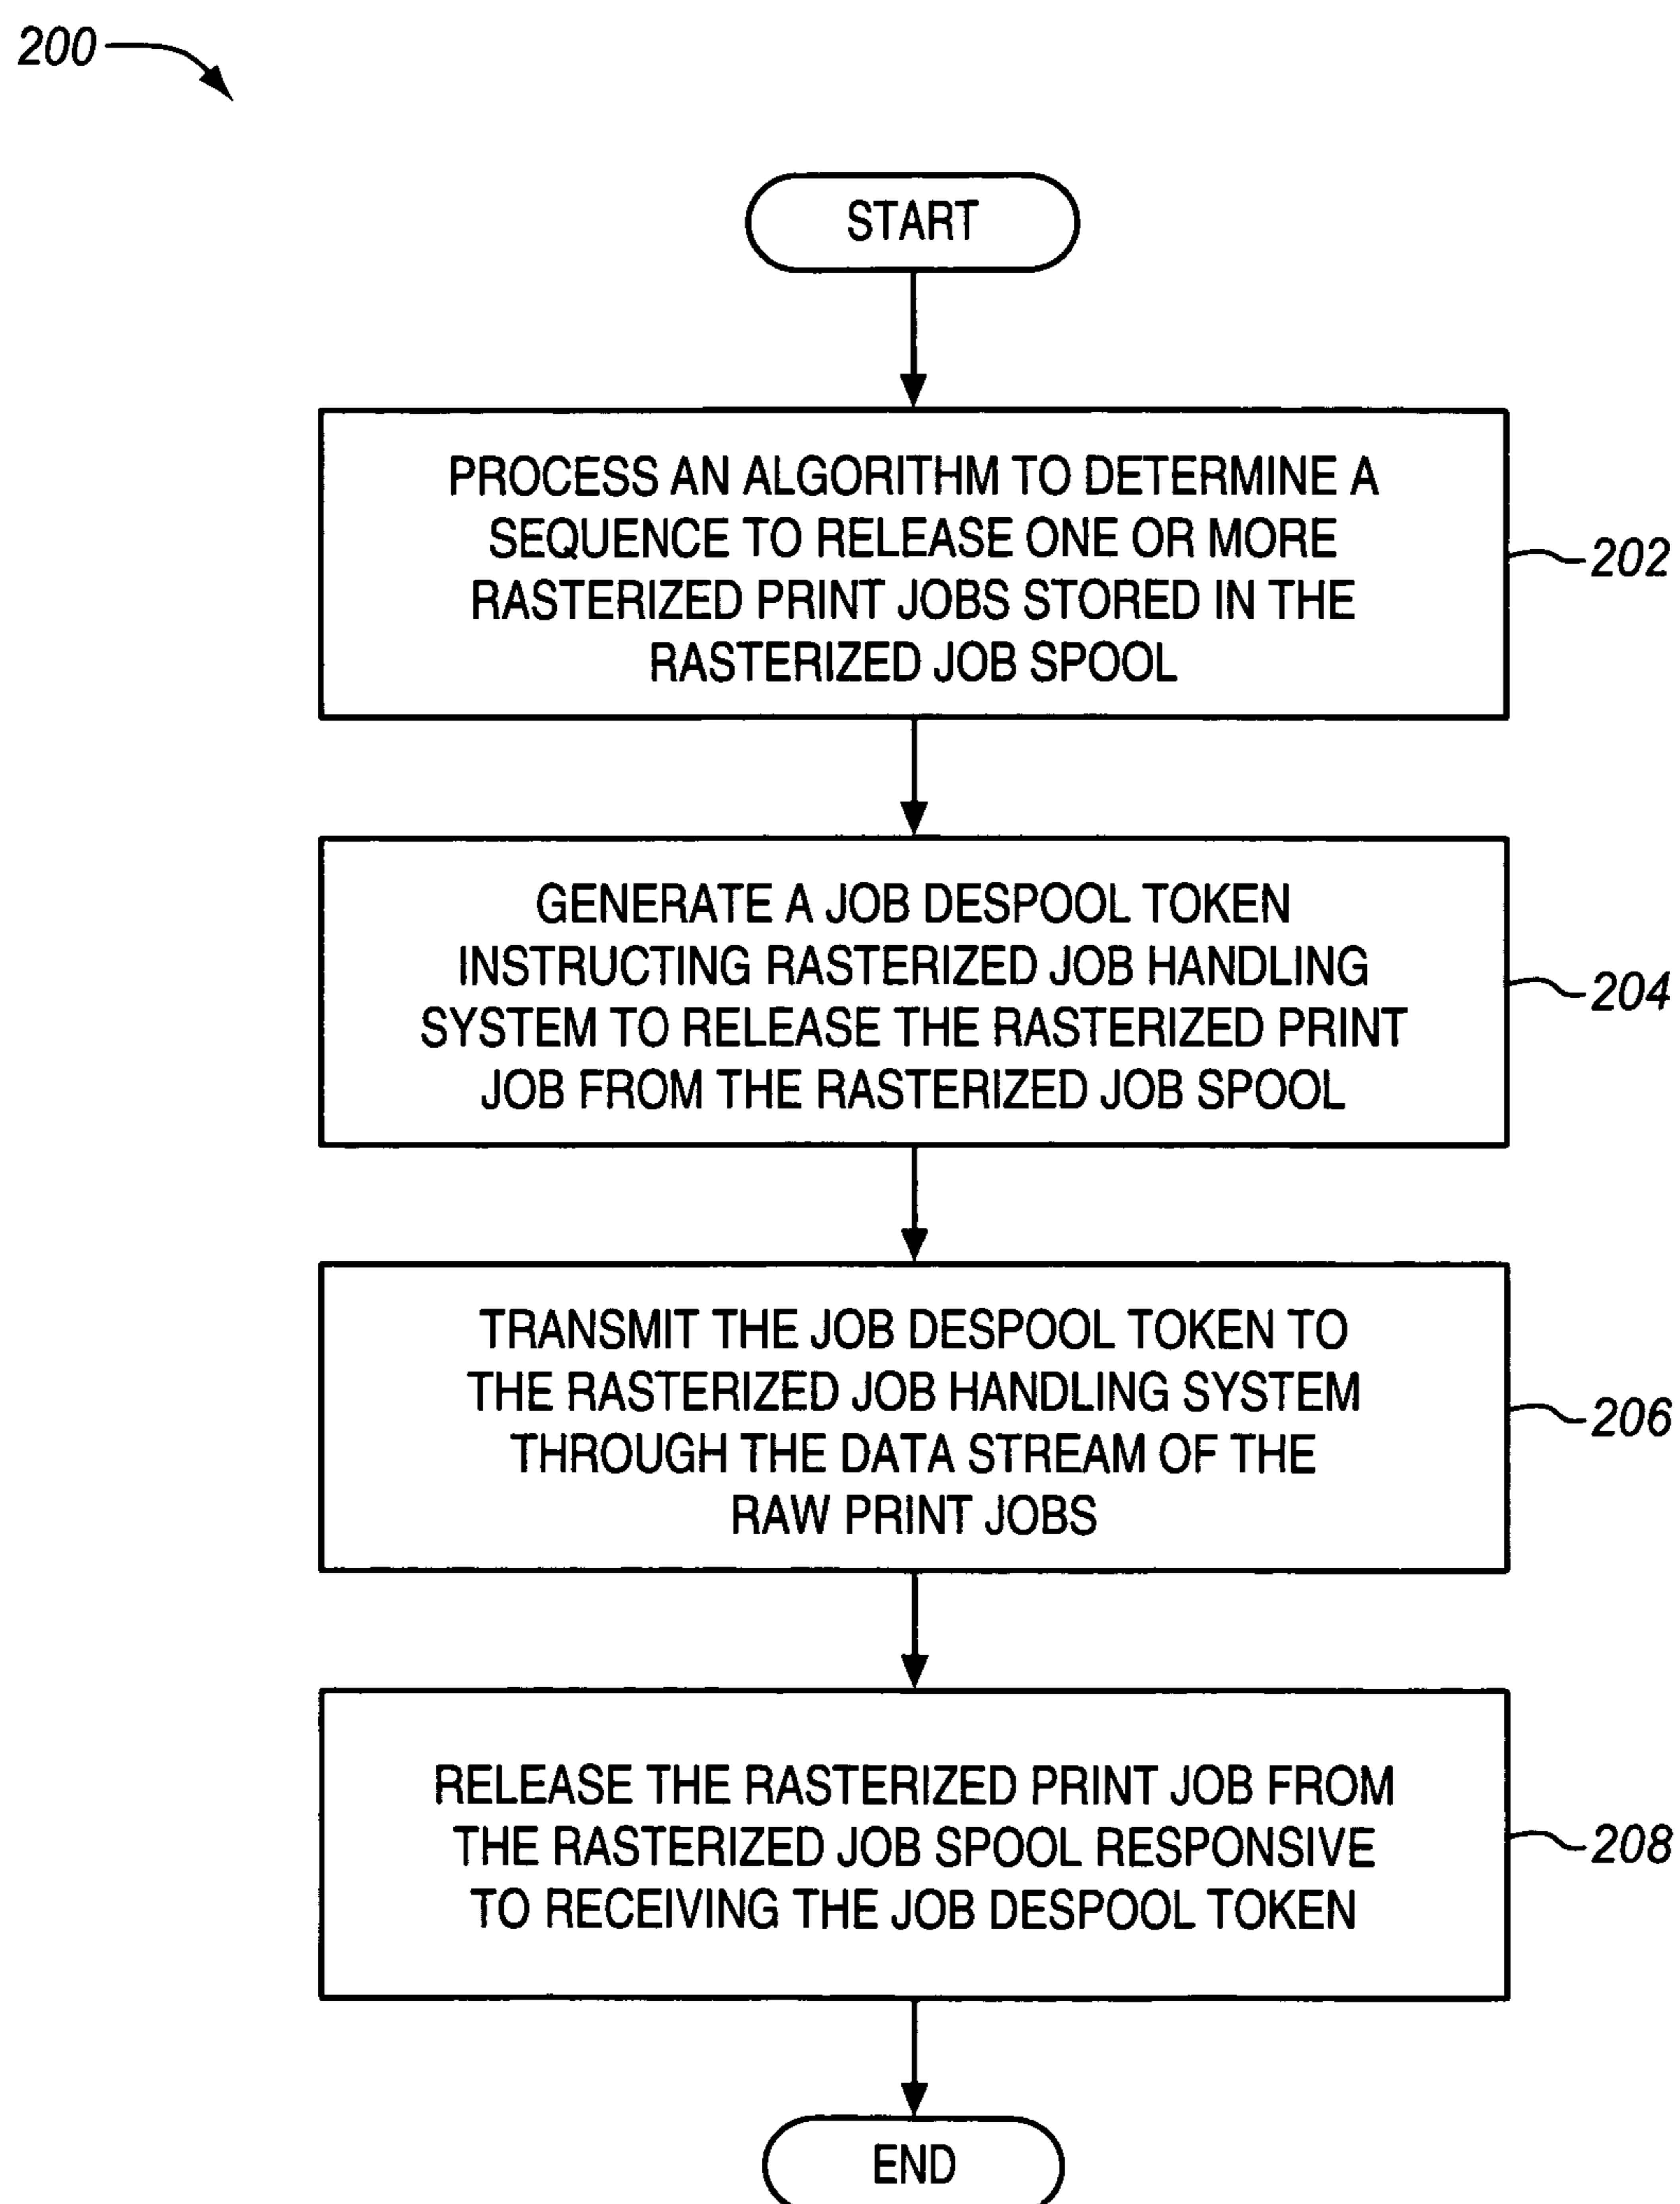 200
START
PROCESS AN ALGORITHM TO DETERMINE A
SEQUENCE TO RELEASE ONE OR MORE
RASTERIZED PRINT JOBS STORED IN THE
RASTERIZED JOB SPOOL
202
GENERATE A JOB DESPOOL TOKEN
INSTRUCTING RASTERIZED JOB HANDLING
SYSTEM TO RELEASE THE RASTERIZED PRINT
JOB FROM THE RASTERIZED JOB SPOOL
204
TRANSMIT THE JOB DESPOOL TOKEN TO
THE RASTERIZED JOB HANDLING SYSTEM
THROUGH THE DATA STREAM OF THE
RAW PRINT JOBS
206
RELEASE THE RASTERIZED PRINT JOB FROM
THE RASTERIZED JOB SPOOL RESPONSIVE
TO RECEIVING THE JOB DESPOOL TOKEN
208
END